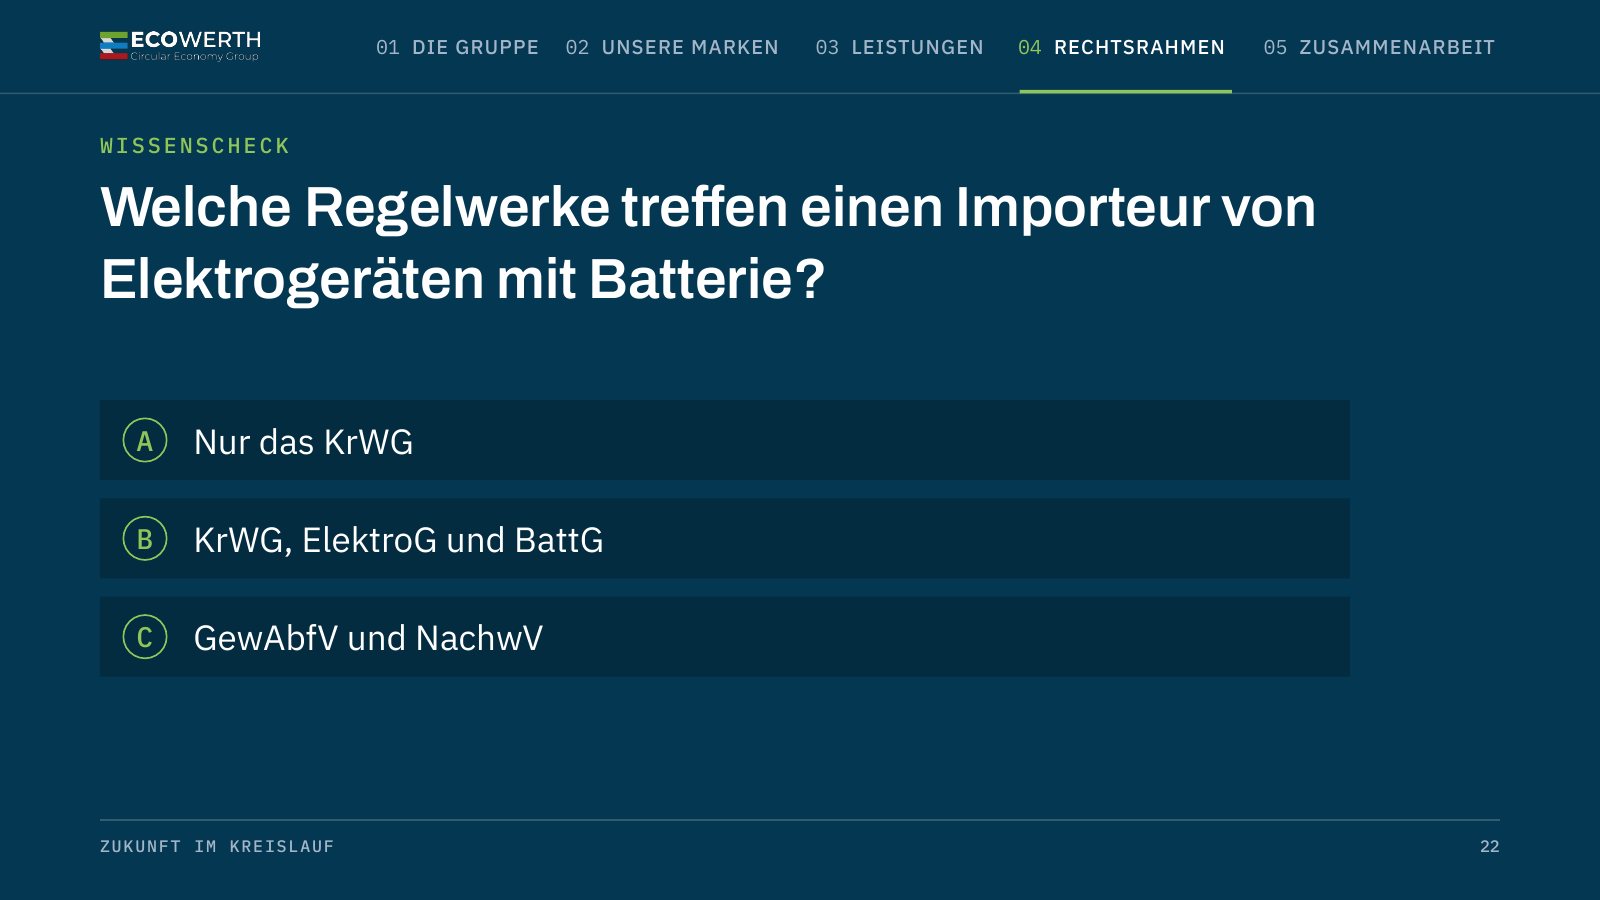 ECOWERTH
Circular Economy Group
01 DIE GRUPPE 02 UNSERE MARKEN 03 LEISTUNGEN 04 RECHTSRAHMEN 05 ZUSAMMENARBEIT
WISSENSCHECK
Welche Regelwerke treffen einen Importeur von
Elektrogeräten mit Batterie?
A Nur das KrWG
B KrWG, ElektroG und BattG
C GewAbfV und NachwV
ZUKUNFT IM KREISLAUF 22